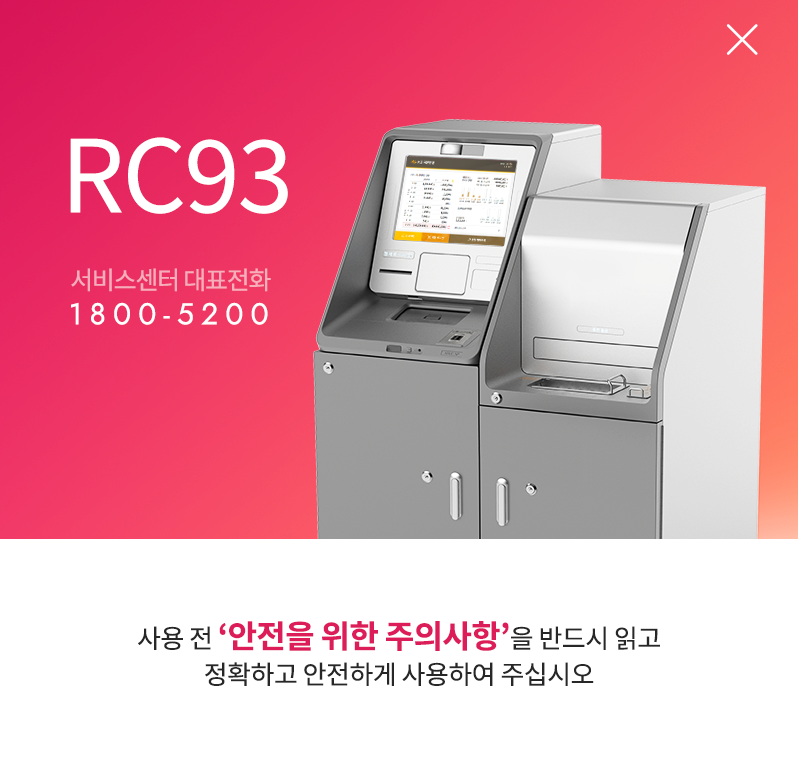 RC93
서비스센터 대표전화
1800-5200
사용 전 ‘안전을 위한 주의사항’을 반드시 읽고
정확하고 안전하게 사용하여 주십시오